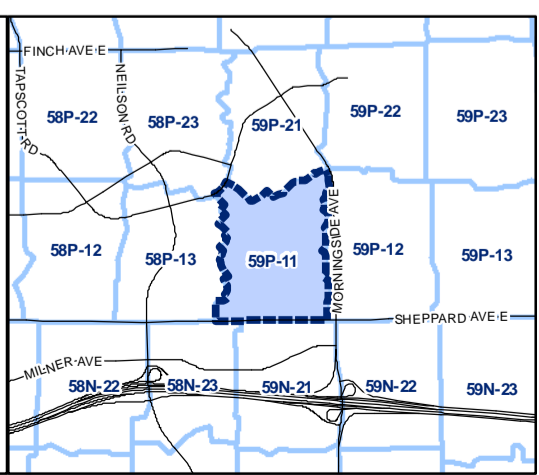 FINCH AVE E
TAPSCOTT RD
NEILSON RD
58P-22
58P-23
59P-21
59P-22
59P-23
58P-12
58P-13
59P-11
MORNINGSIDE AVE
59P-12
59P-13
SHEPPARD AVE E
MILNER AVE
58N-22
58N-23
59N-21
59N-22
59N-23